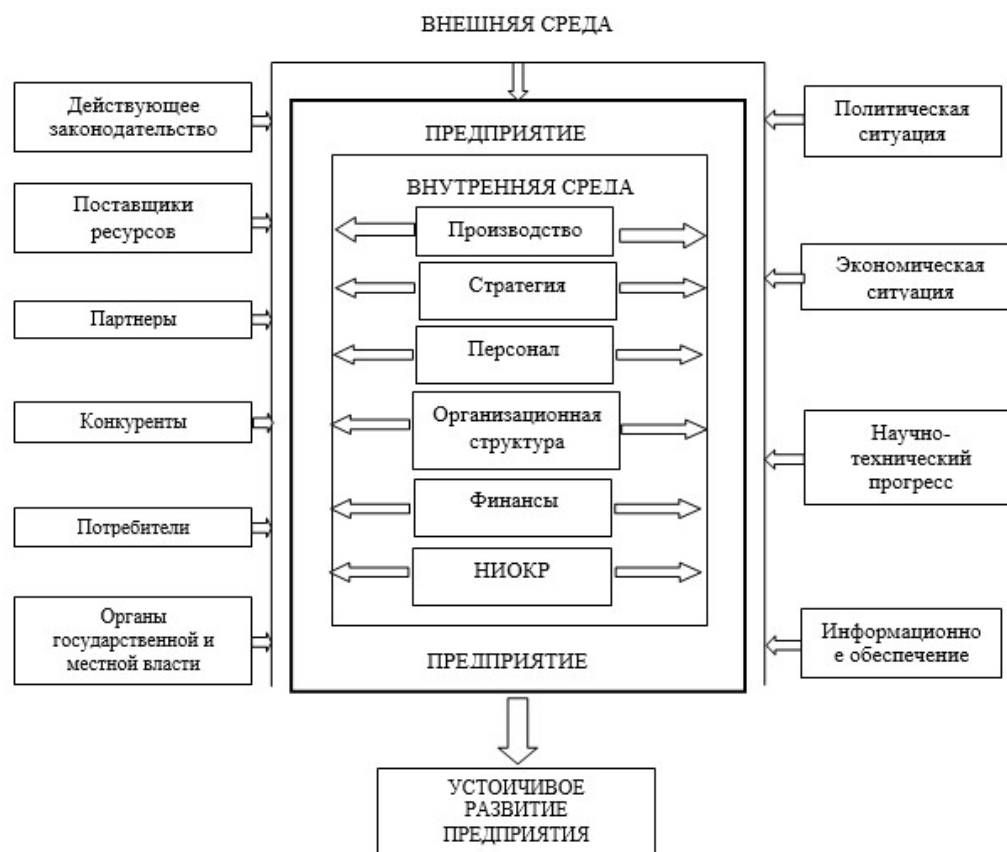 ВНЕШНЯЯ СРЕДА
Действующее
законодательство
Поставщики
ресурсов
Партнеры
Конкуренты
Потребители
Органы
государственной и
местной власти
ПРЕДПРИЯТИЕ
ВНУТРЕННЯЯ СРЕДА
Производство
Стратегия
Персонал
Организационная
структура
Финансы
НИОКР
ПРЕДПРИЯТИЕ
Политическая
ситуация
Экономическая
ситуация
Научно-
технический
прогресс
Информационно
е обеспечение
УСТОИЧИВОЕ
РАЗВИТИЕ
ПРЕДПРИЯТИЯ